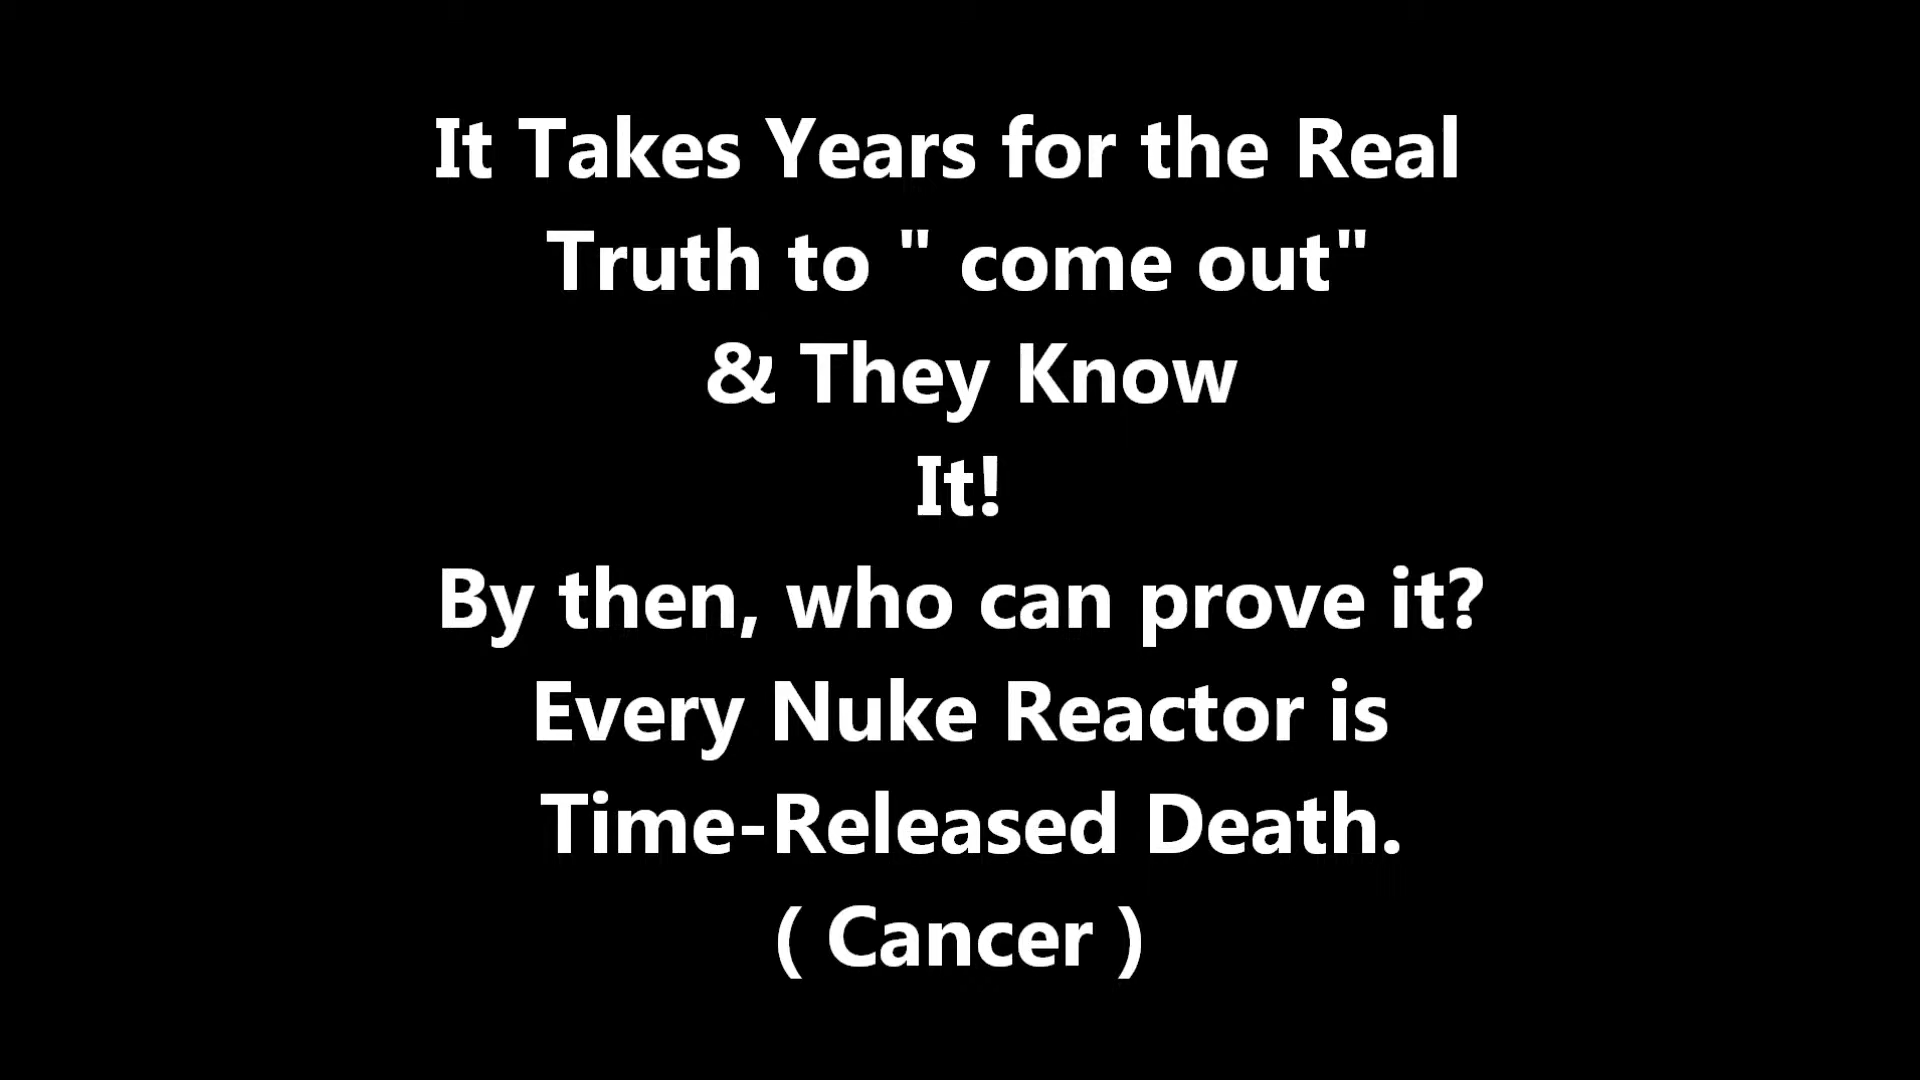 It Takes Years for the Real
Truth to " come out"
& They Know
It!
By then, who can prove it?
Every Nuke Reactor is
Time-Released Death.
( Cancer )